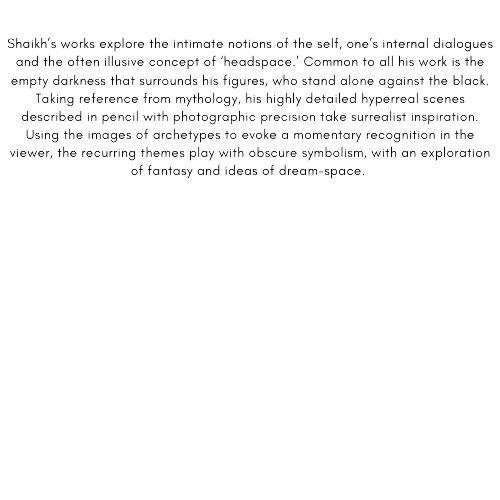 Shaikh's works explore the intimate notions of the self, one's internal dialogues
and the often illusive concept of 'headspace.' Common to all his work is the
empty darkness that surrounds his figures, who stand alone against the black.
Taking reference from mythology, his highly detailed hyperreal scenes
described in pencil with photographic precision take surrealist inspiration.
Using the images of archetypes to evoke a momentary recognition in the
viewer, the recurring themes play with obscure symbolism, with an exploration
of fantasy and ideas of dream-space.